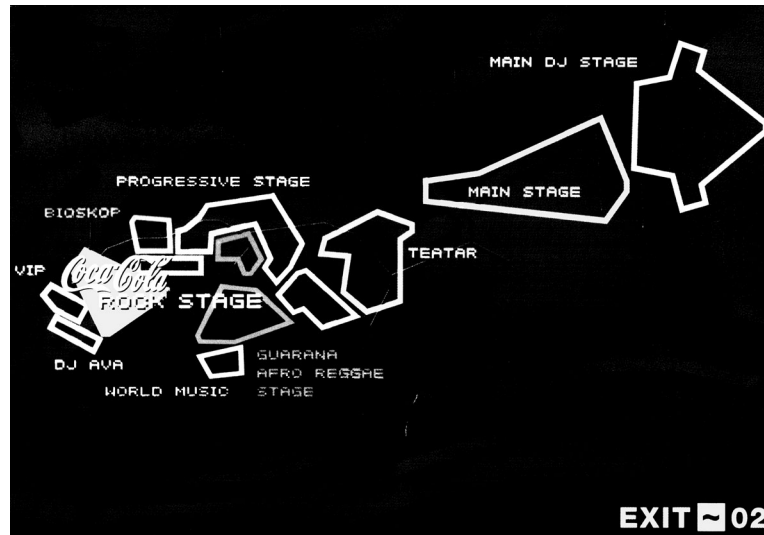 MAIN DJ STAGE
MAIN STAGE
PROGRESSIVE STAGE
BIOSKOP
TEATAR
VIP
Coca-Cola
ROCK STAGE
DJ AVA
GUARANA
AFRO REGGAE
STAGE
WORLD MUSIC
EXIT ~ 02